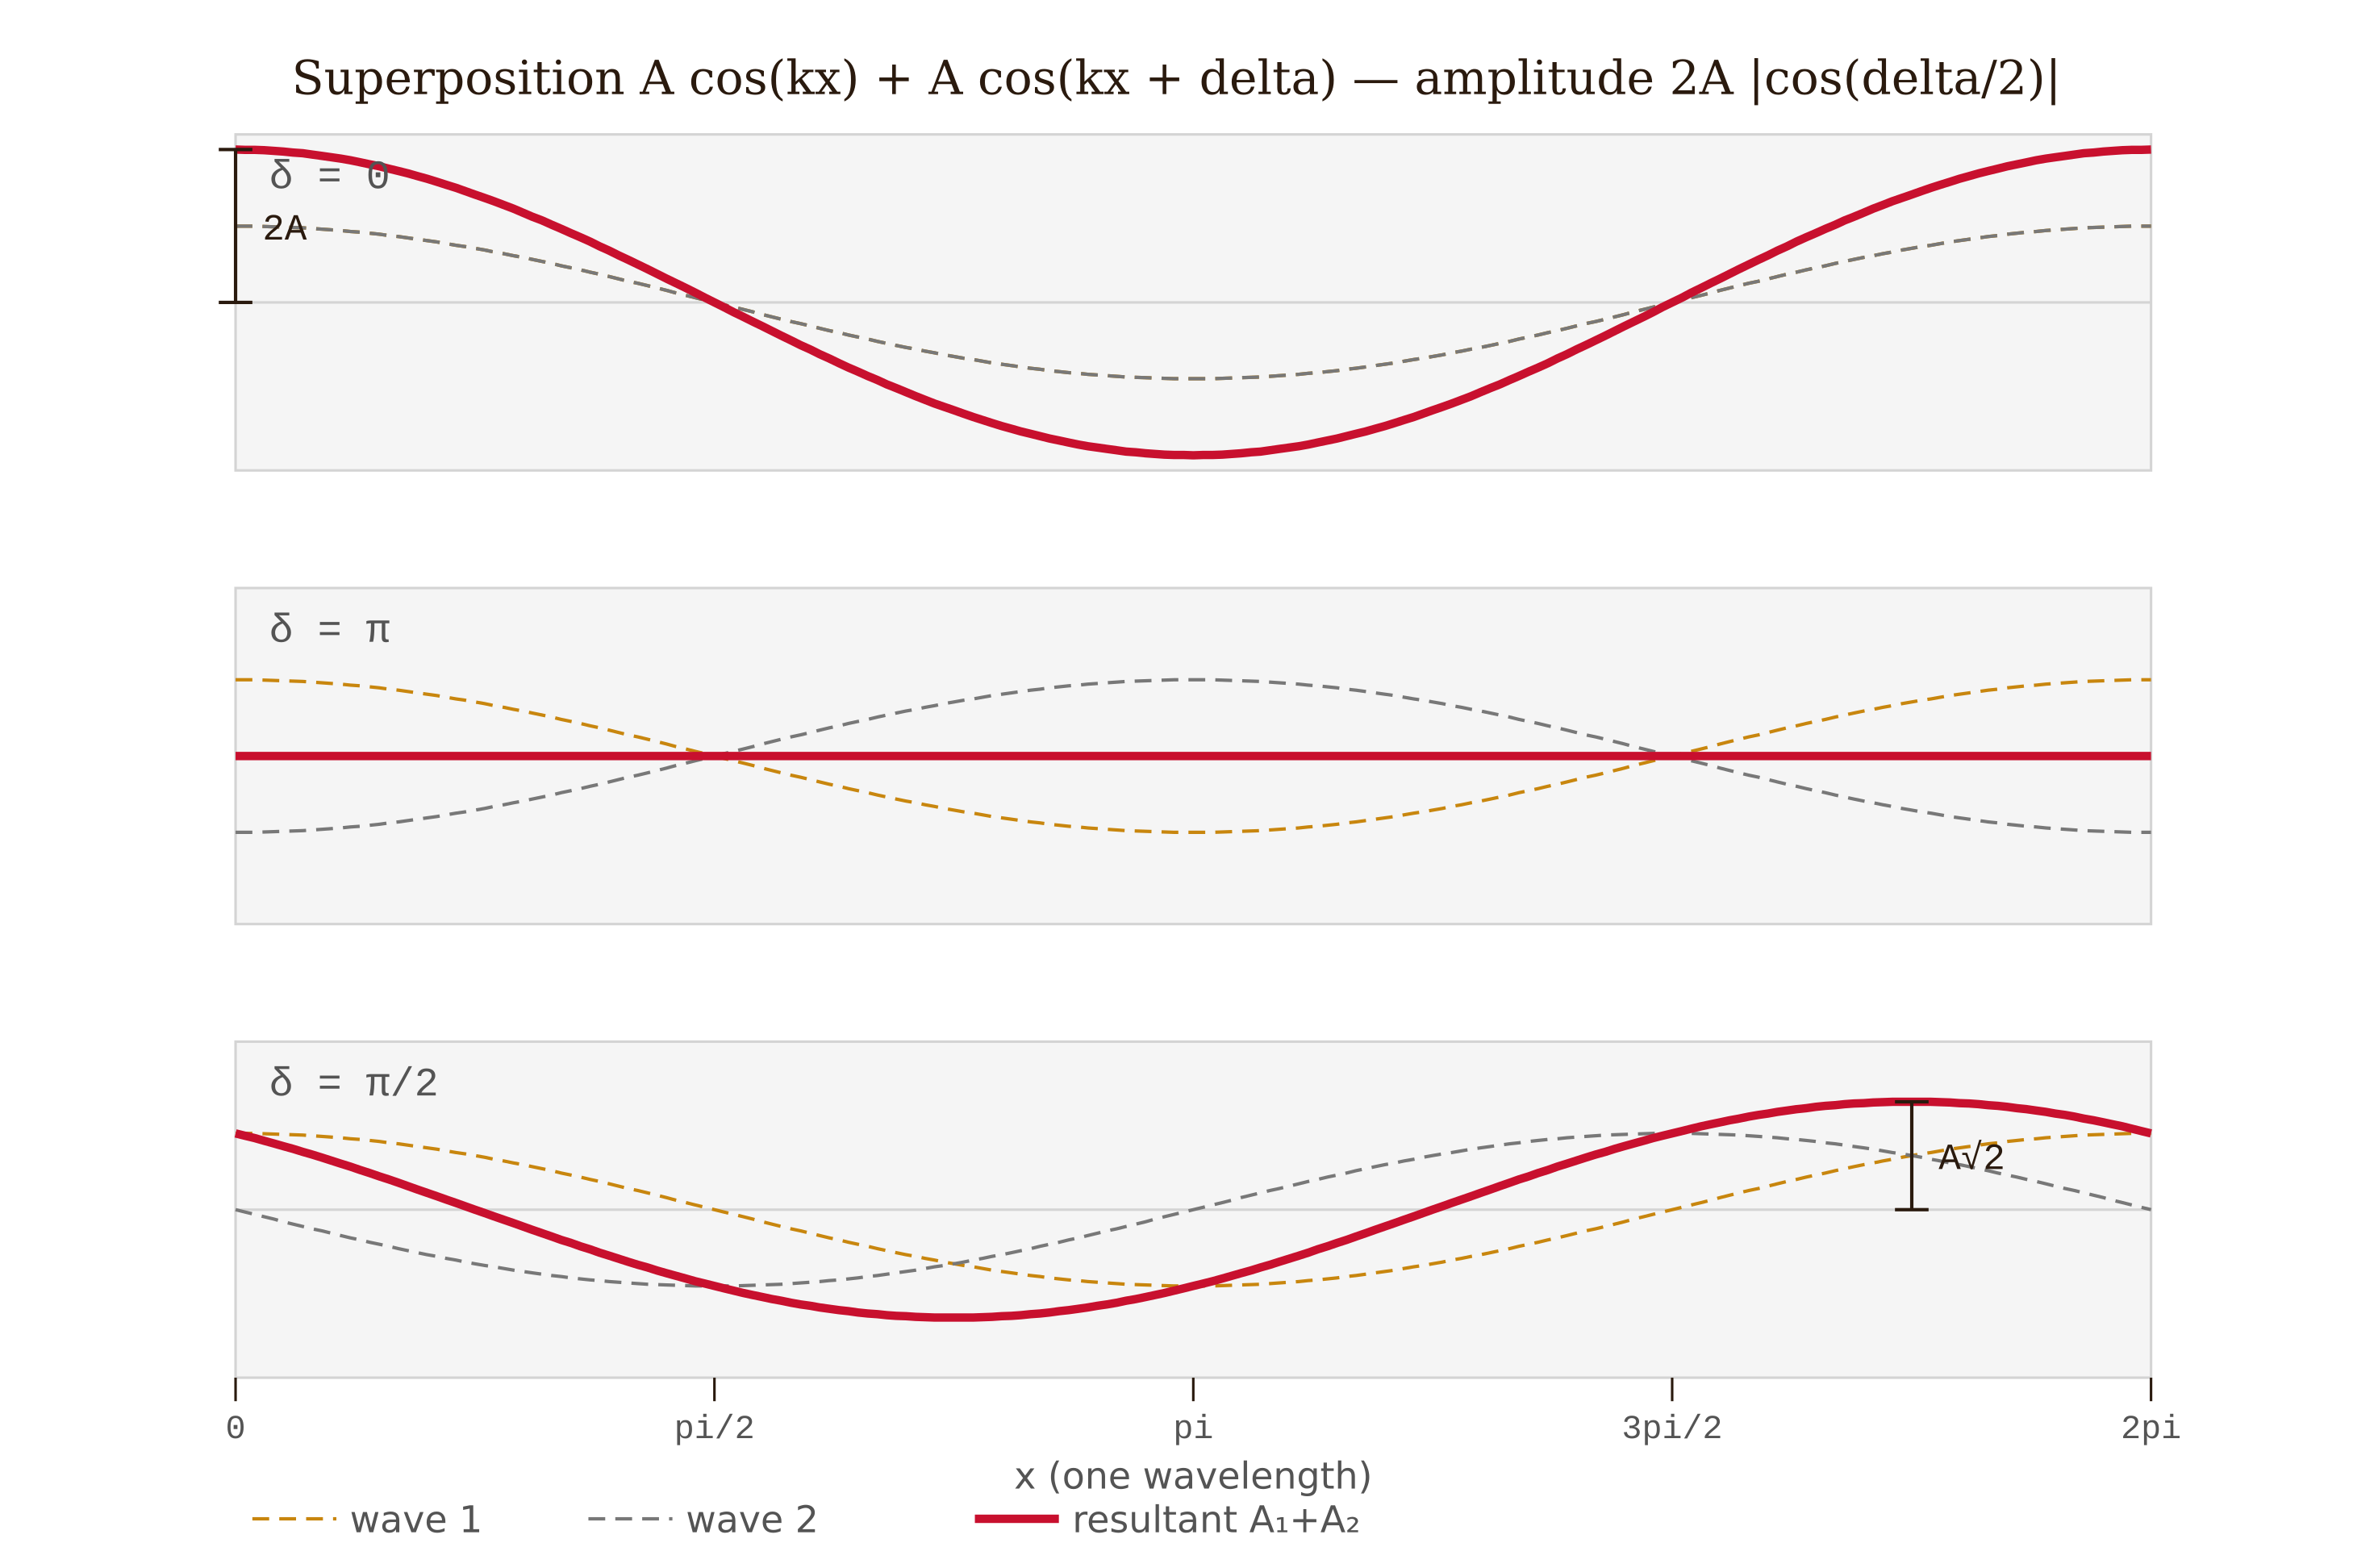 Superposition A cos(kx) + A cos(kx + delta) — amplitude 2A |cos(delta/2)|
δ = 0
2A
δ = π
δ = π/2
A√2
0 pi/2 pi 3pi/2 2pi
x (one wavelength)
wave 1 wave 2 resultant A₁+A₂